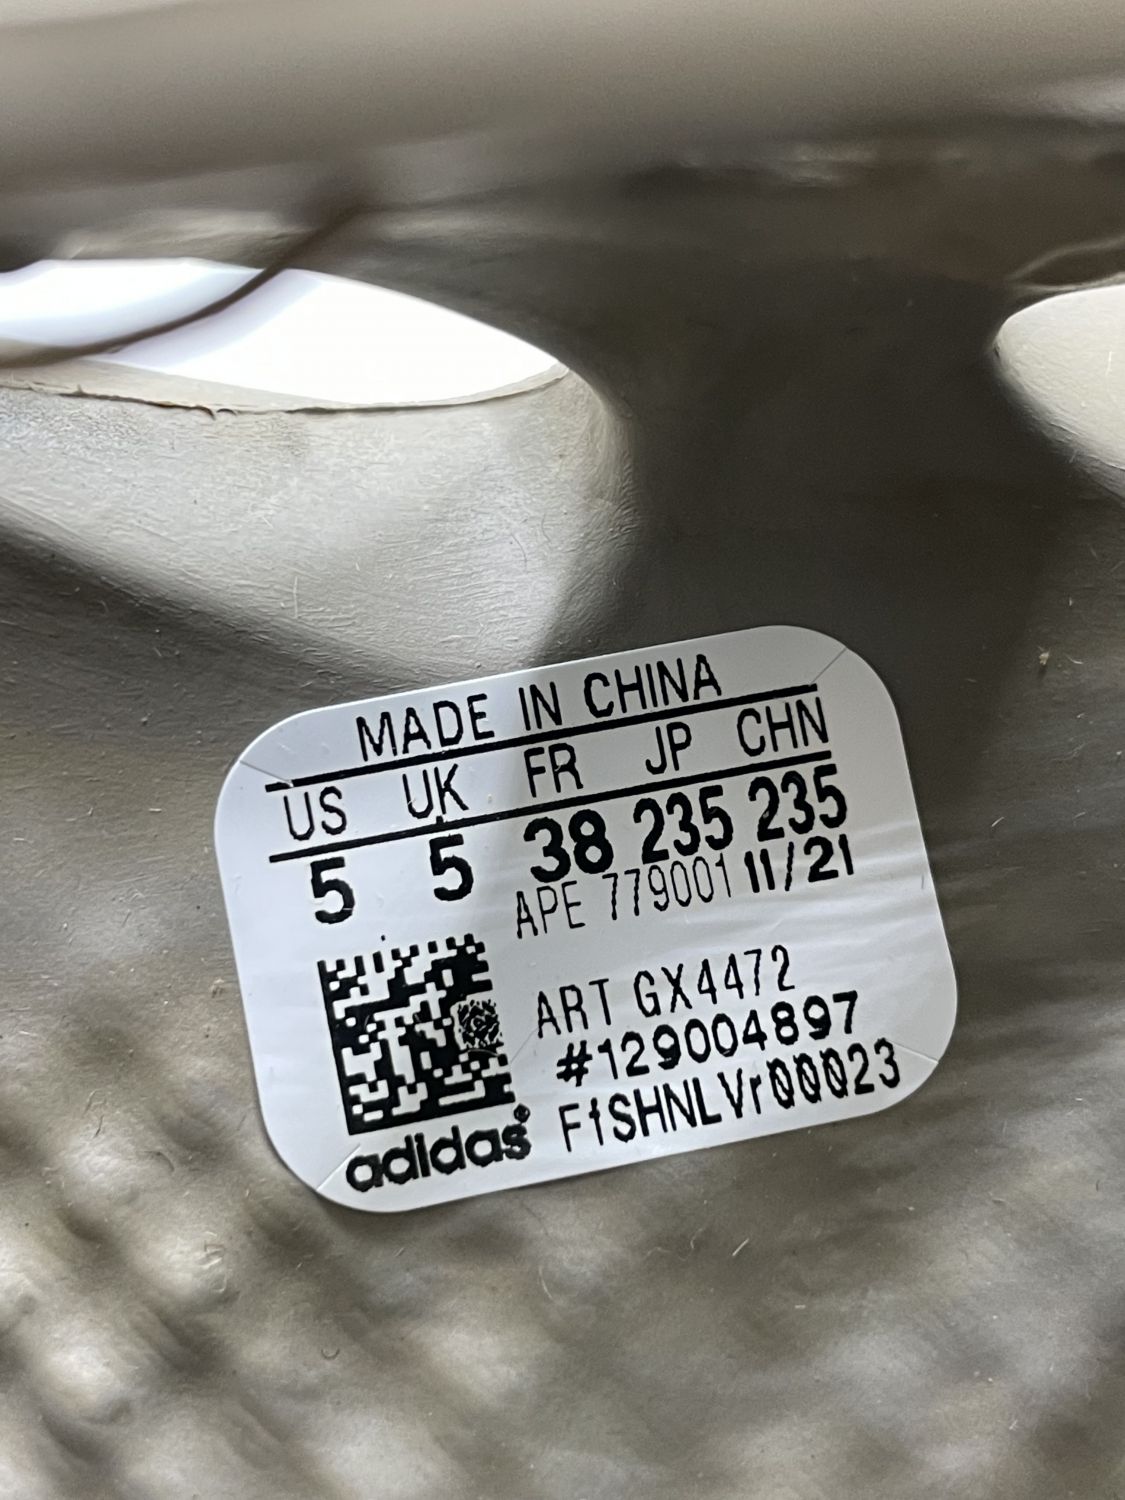 MADE IN CHINA
US UK FR JP CHN
5 5 38 235 235
APE 779001 11/21
ART GX4472
#129004897
F1SHNLVr00023
adidas®